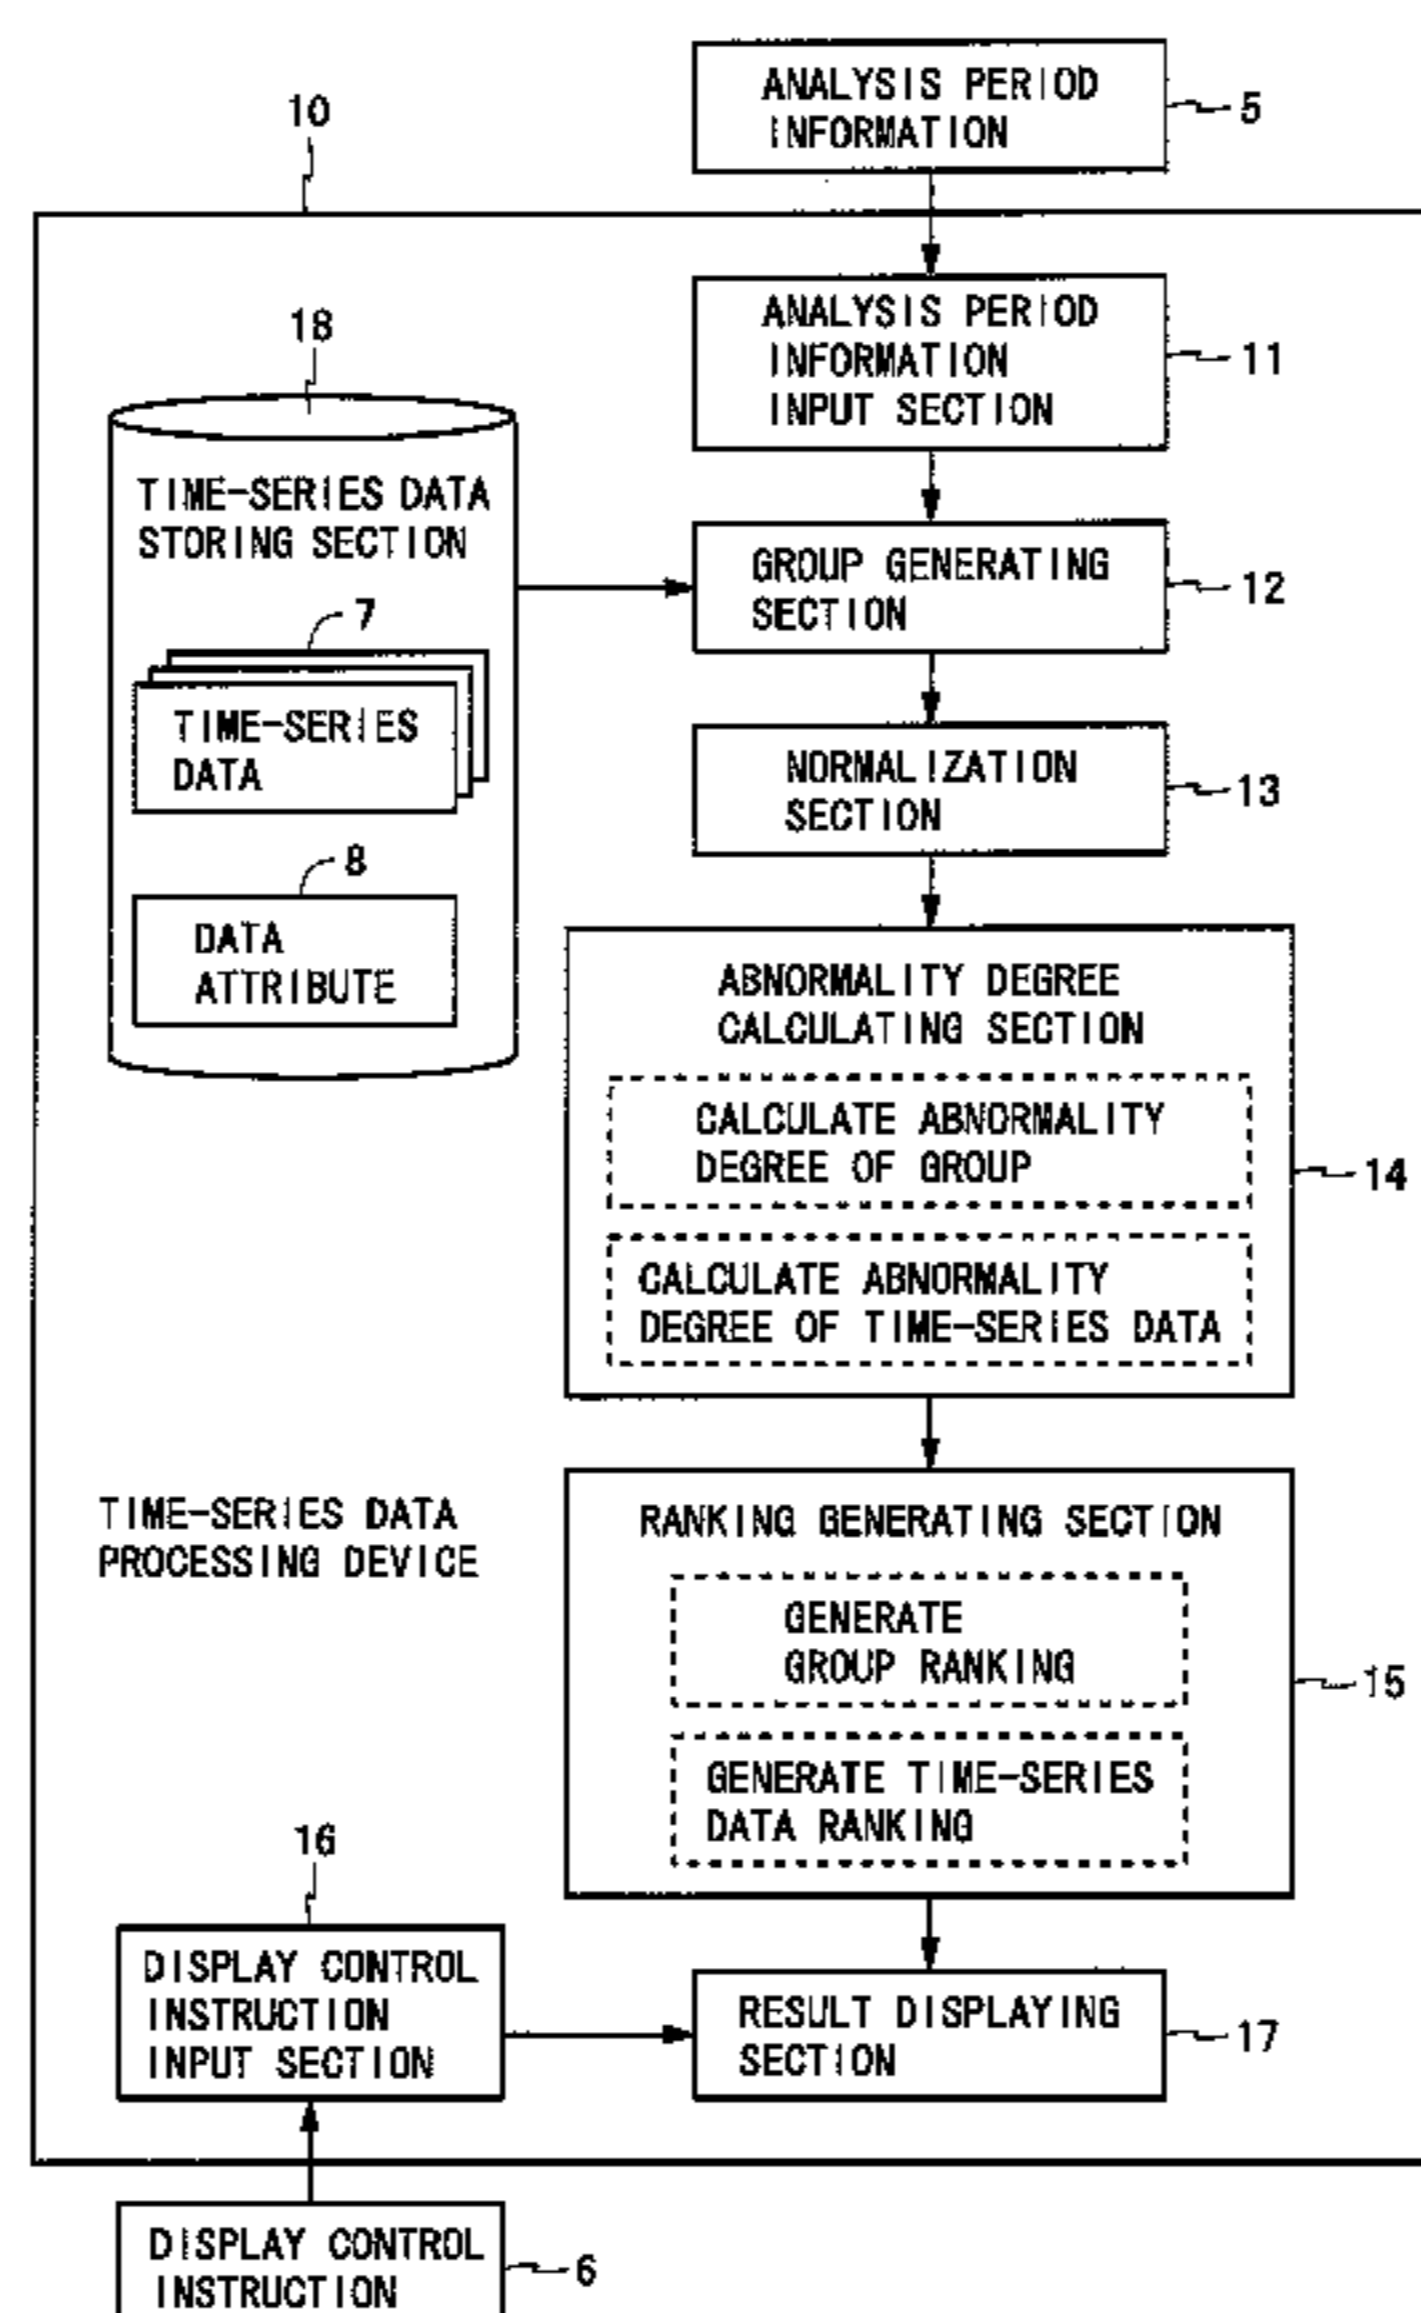 ANALYSIS PERIOD
INFORMATION
5
10
ANALYSIS PERIOD
INFORMATION
INPUT SECTION
11
18
TIME-SERIES DATA
STORING SECTION
7
TIME-SERIES
DATA
8
DATA
ATTRIBUTE
GROUP GENERATING
SECTION
12
NORMALIZATION
SECTION
13
ABNORMALITY DEGREE
CALCULATING SECTION
CALCULATE ABNORMALITY
DEGREE OF GROUP
CALCULATE ABNORMALITY
DEGREE OF TIME-SERIES DATA
14
TIME-SERIES DATA
PROCESSING DEVICE
RANKING GENERATING SECTION
GENERATE
GROUP RANKING
GENERATE TIME-SERIES
DATA RANKING
15
16
DISPLAY CONTROL
INSTRUCTION
INPUT SECTION
RESULT DISPLAYING
SECTION
17
DISPLAY CONTROL
INSTRUCTION
6